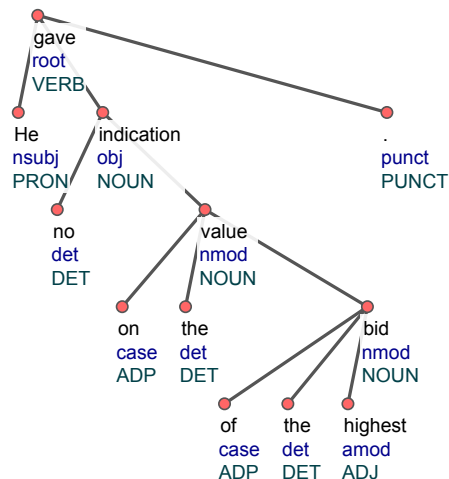 gave
root
VERB
He
nsubj
PRON
indication
obj
NOUN
.
punct
PUNCT
no
det
DET
value
nmod
NOUN
on
case
ADP
the
det
DET
bid
nmod
NOUN
of
case
ADP
the
det
DET
highest
amod
ADJ